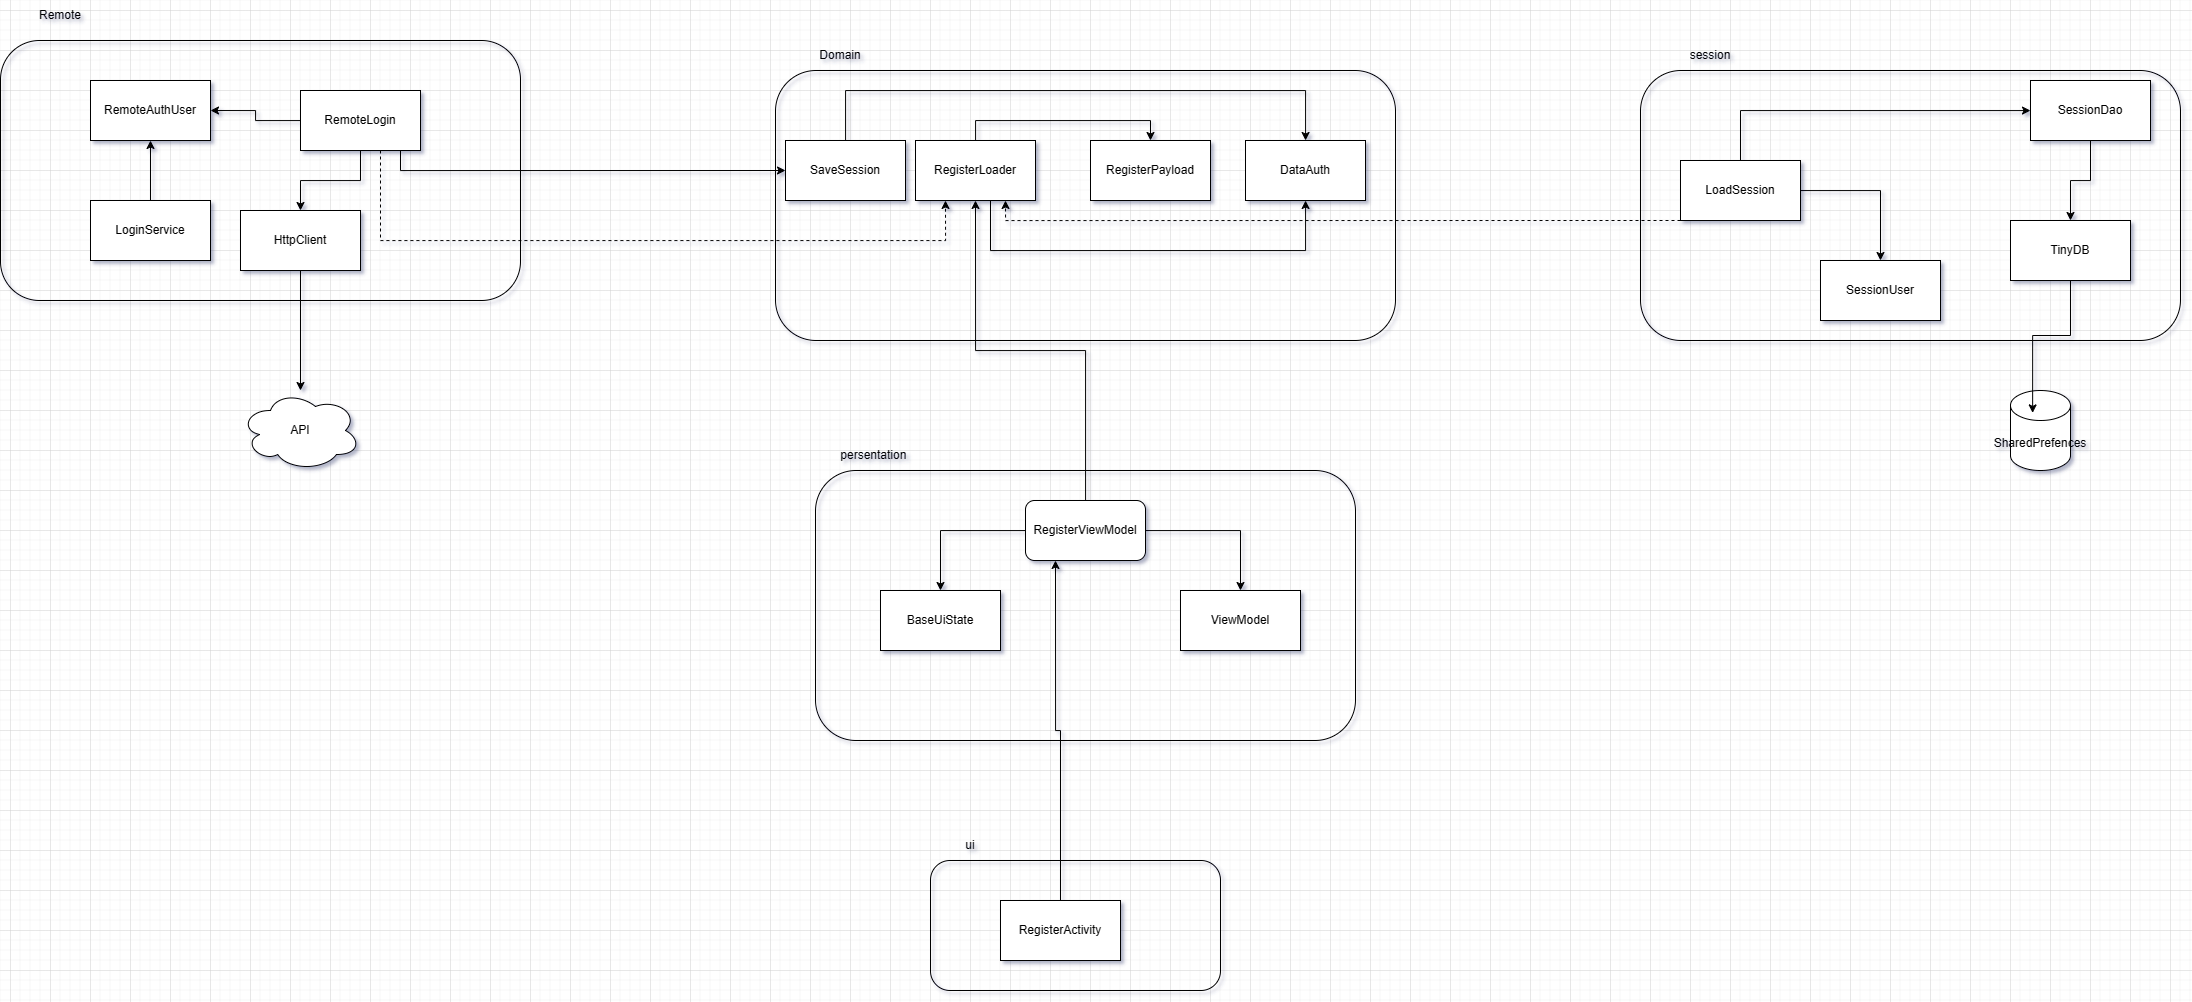 Remote
Domain
session
RemoteAuthUser
RemoteLogin
SessionDao
SaveSession
RegisterLoader
RegisterPayload
DataAuth
LoadSession
LoginService
HttpClient
TinyDB
SessionUser
API
SharedPrefences
persentation
RegisterViewModel
BaseUiState
ViewModel
ui
RegisterActivity